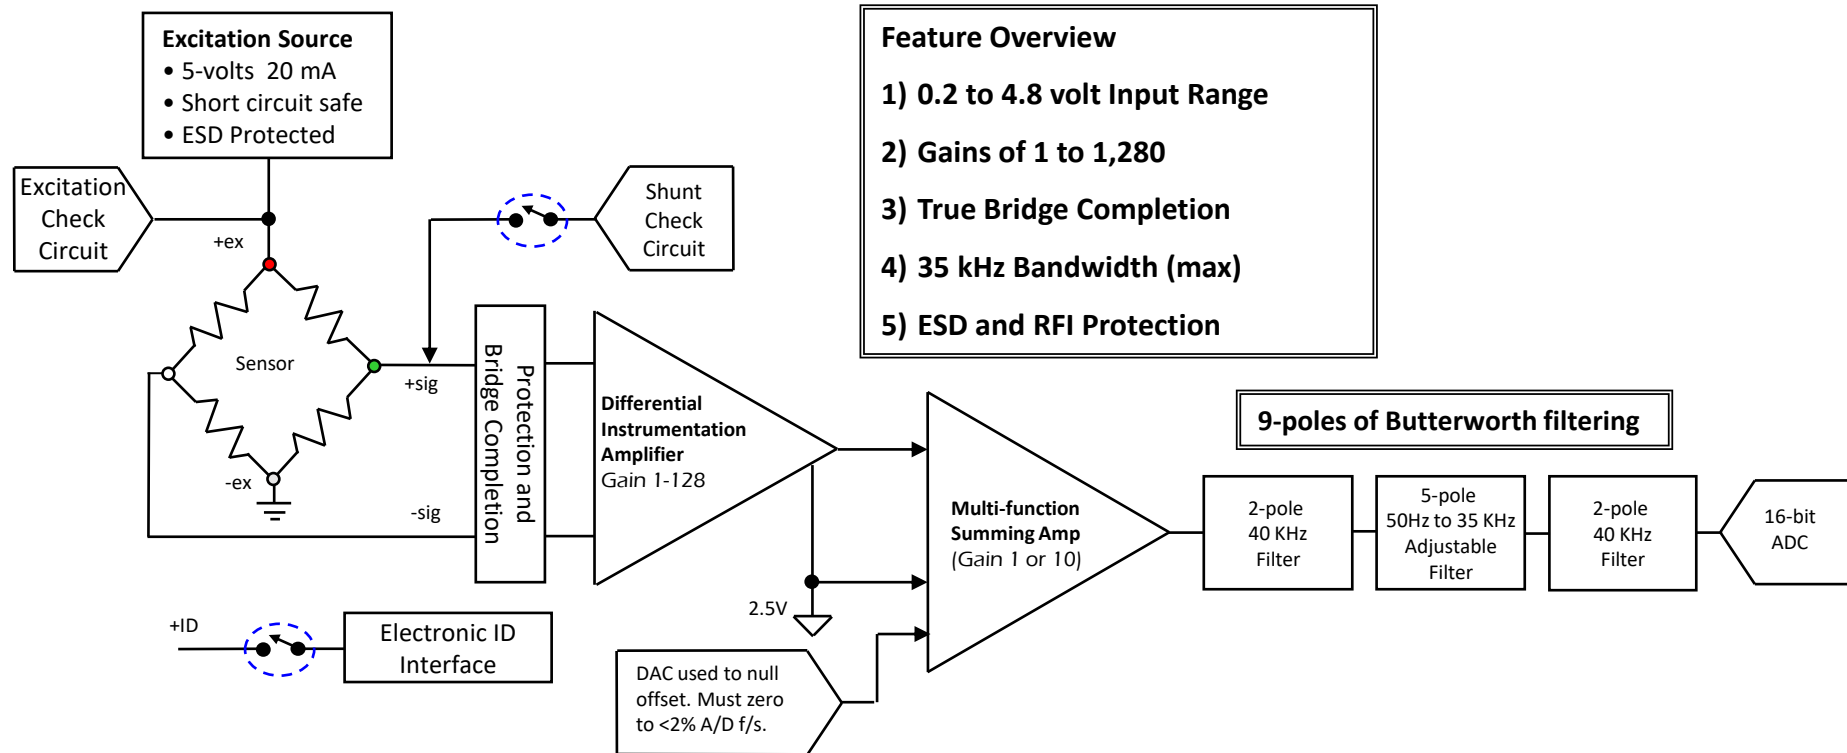 Excitation Source
• 5-volts 20 mA
• Short circuit safe
• ESD Protected
Feature Overview
1) 0.2 to 4.8 volt Input Range
2) Gains of 1 to 1,280
3) True Bridge Completion
4) 35 kHz Bandwidth (max)
5) ESD and RFI Protection
Excitation
Check
Circuit
+ex
Shunt
Check
Circuit
Sensor
+sig
-ex
-sig
Protection and
Bridge Completion
Differential
Instrumentation
Amplifier
Gain 1-128
9-poles of Butterworth filtering
Multi-function
Summing Amp
(Gain 1 or 10)
2-pole
40 KHz
Filter
5-pole
50Hz to 35 KHz
Adjustable
Filter
2-pole
40 KHz
Filter
16-bit
ADC
2.5V
+ID
Electronic ID
Interface
DAC used to null
offset. Must zero
to <2% A/D f/s.